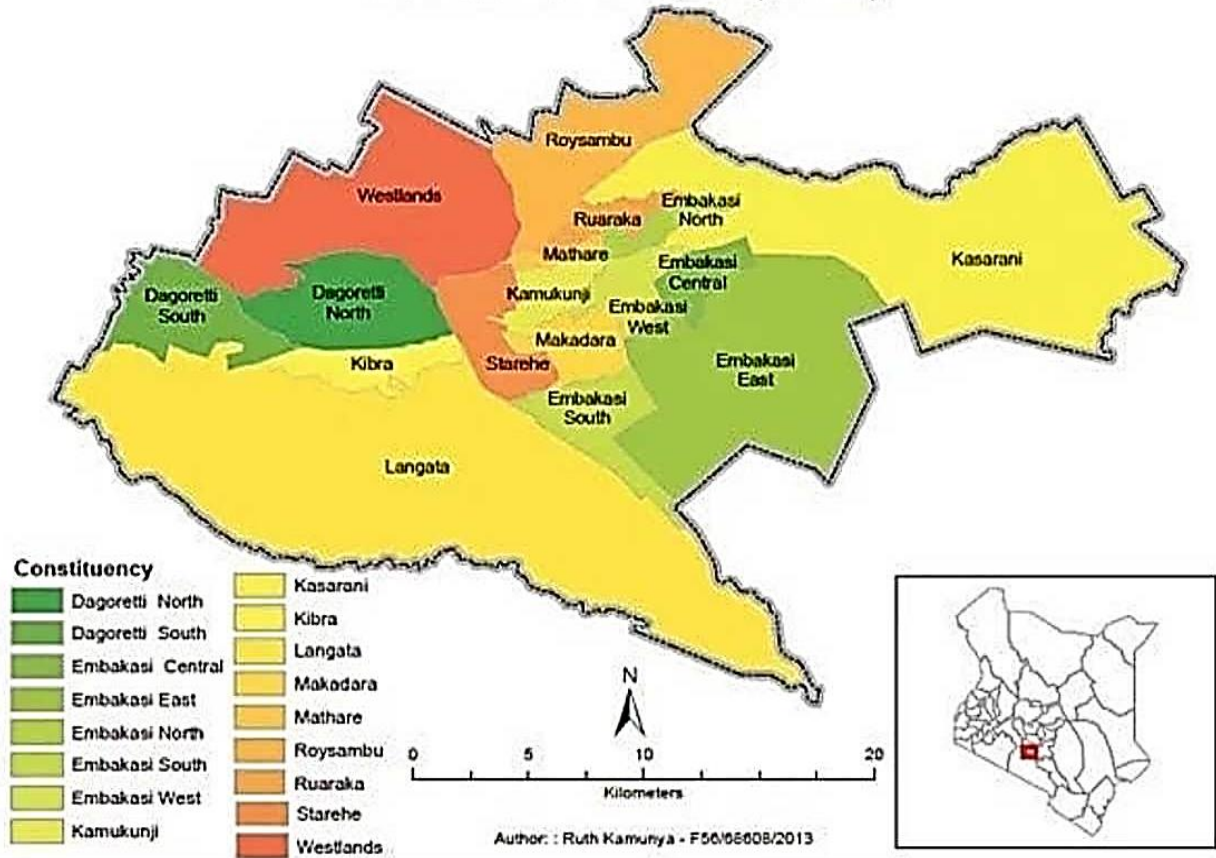 Roysambu
Westlands
Ruaraka
Embakasi
North
Mathare
Kasarani
Embakasi
Central
Dagoretti
South
Dagoretti
North
Kamukunji
Embakasi
West
Makadara
Kibra
Starehe
Embakasi
East
Embakasi
South
Langata
Constituency
Dagoretti North
Dagoretti South
Embakasi Central
Embakasi East
Embakasi North
Embakasi South
Embakasi West
Kamukunji
Kasarani
Kibra
Langata
Makadara
Mathare
Roysambu
Ruaraka
Starehe
Westlands
N
0 5 10 20
Kilometers
Author: : Ruth Kamunya - F56/68608/2013